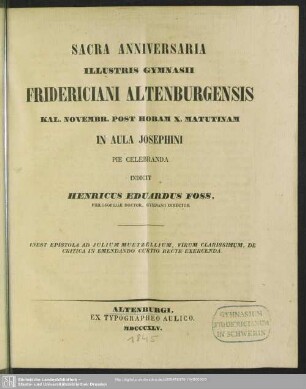 SACRA ANNIVERSARIA
ILLUSTRIS GYMNASII
FRIDERICIANI ALTENBURGENSIS
KAL. NOVEMBR. POST HORAM X. MATUTINAM
IN AULA JOSEPHINI
PIE CELEBRANDA
INDICIT
HENRICUS EDUARDUS FOSS,
PHILOSOPHIAE DOCTOR, GYMNASII DIRECTOR
INEST EPISTOLA AD JULIUM MUETZELLIUM, VIRUM CLARISSIMUM, DE
CRITICA IN EMENDANDO CURTIO RECTE EXERCENDA.
ALTENBURGI,
EX TYPOGRAPHEO AULICO.
MDCCCXLV.
1845
GYMNASIUM
FRIDERICIANUM
IN SCHWERIN